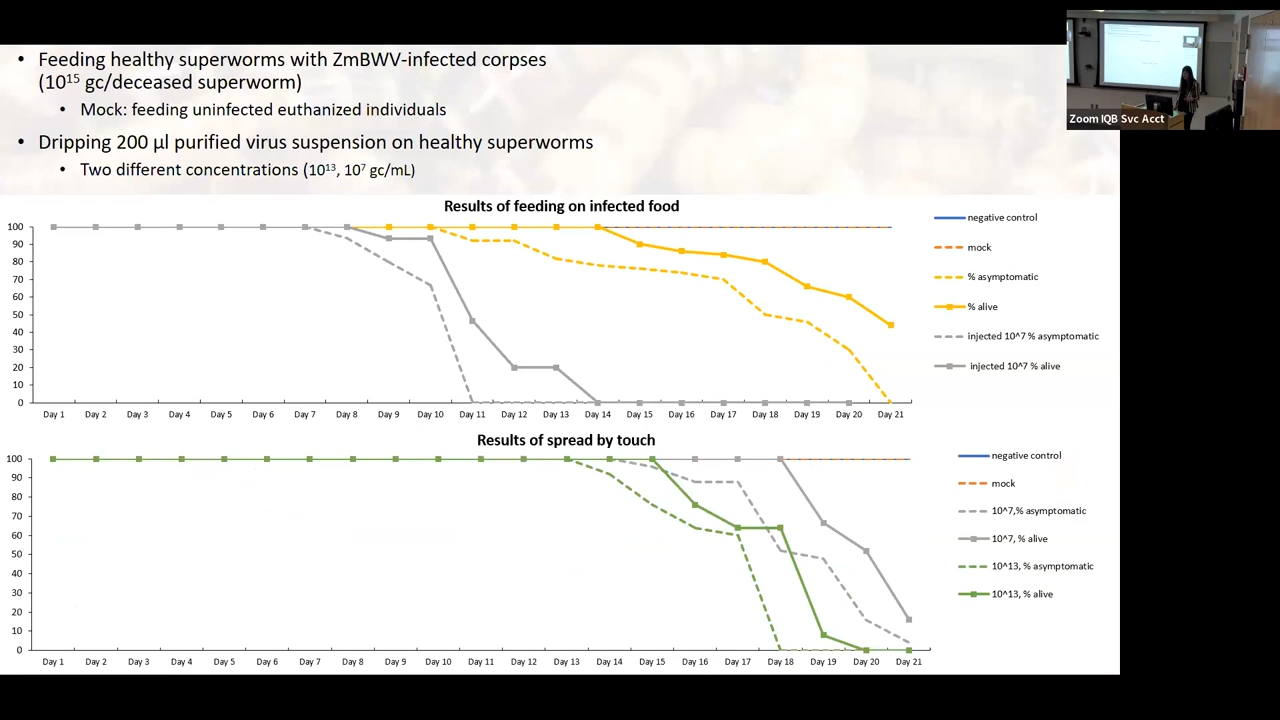 • Feeding healthy superworms with ZmBWV-infected corpses
(10¹⁵ gc/deceased superworm)
• Mock: feeding uninfected euthanized individuals
• Dripping 200 µl purified virus suspension on healthy superworms
• Two different concentrations (10¹³, 10⁷ gc/mL)
Zoom IQB Svc Acct
Results of feeding on infected food
100
90
80
70
60
50
40
30
20
10
0
Day 1 Day 2 Day 3 Day 4 Day 5 Day 6 Day 7 Day 8 Day 9 Day 10 Day 11 Day 12 Day 13 Day 14 Day 15 Day 16 Day 17 Day 18 Day 19 Day 20 Day 21
negative control
mock
% asymptomatic
% alive
injected 10^7 % asymptomatic
injected 10^7 % alive
Results of spread by touch
100
90
80
70
60
50
40
30
20
10
0
Day 1 Day 2 Day 3 Day 4 Day 5 Day 6 Day 7 Day 8 Day 9 Day 10 Day 11 Day 12 Day 13 Day 14 Day 15 Day 16 Day 17 Day 18 Day 19 Day 20 Day 21
negative control
mock
10^7,% asymptomatic
10^7, % alive
10^13, % asymptomatic
10^13, % alive